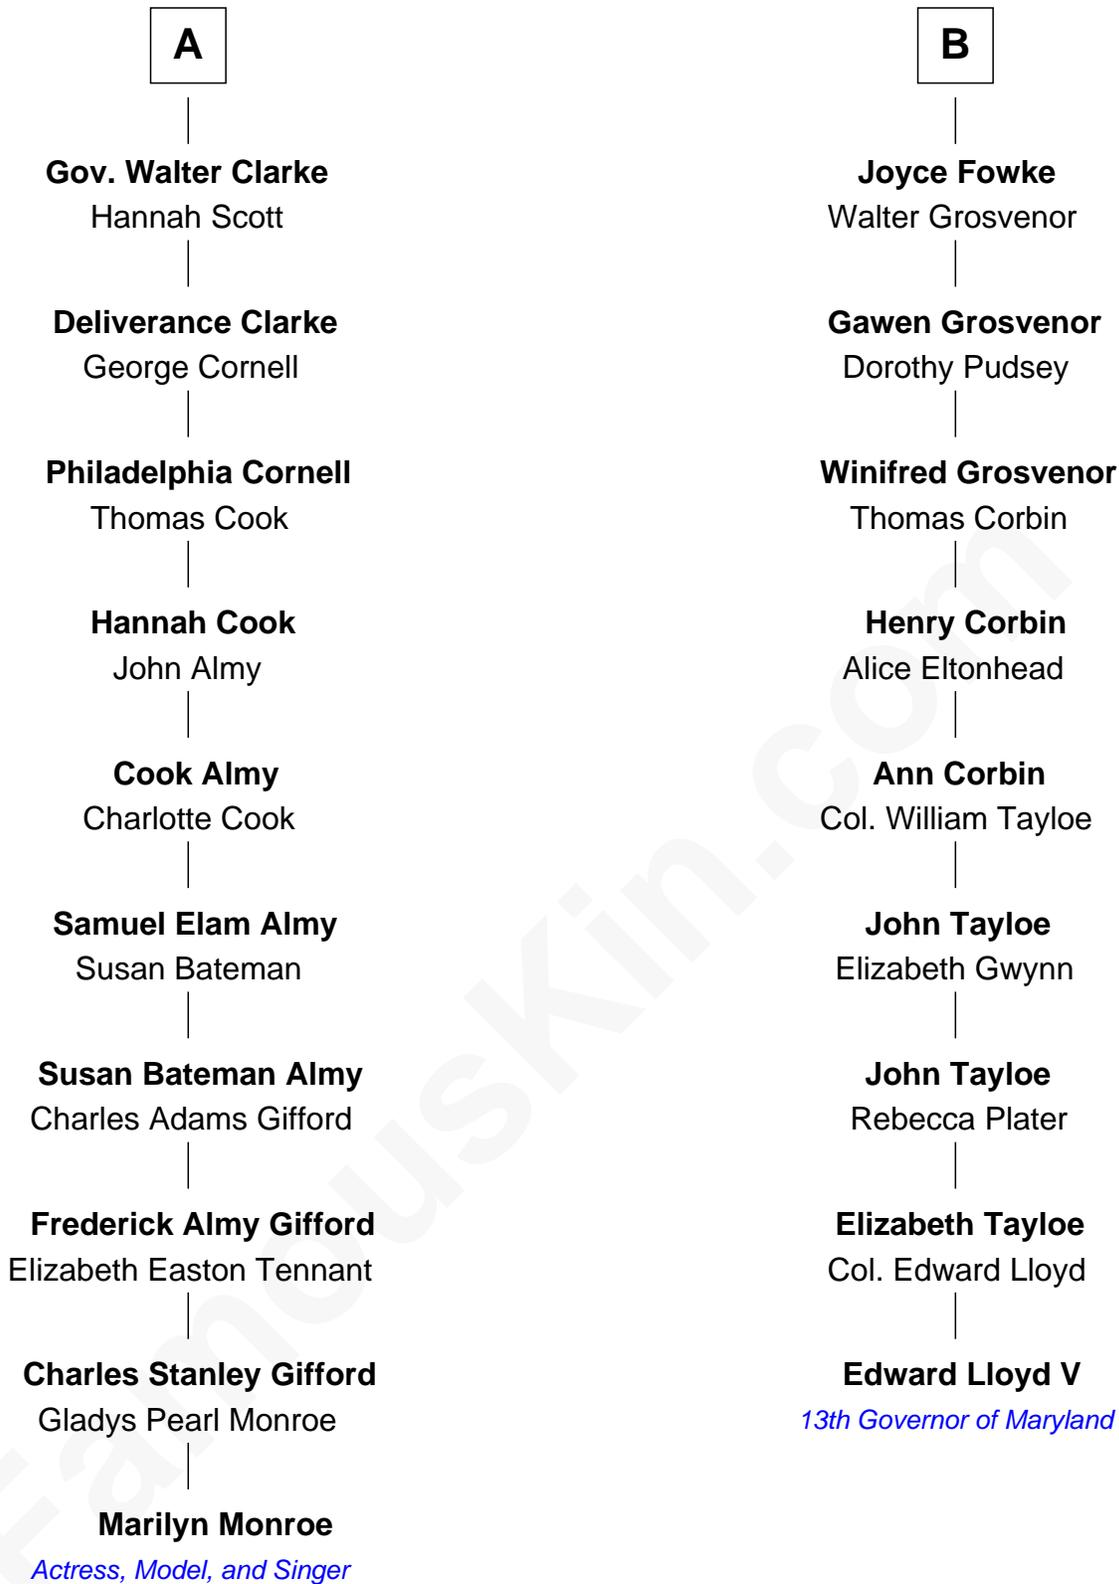 A
Gov. Walter Clarke
Hannah Scott
Deliverance Clarke
George Cornell
Philadelphia Cornell
Thomas Cook
Hannah Cook
John Almy
Cook Almy
Charlotte Cook
Samuel Elam Almy
Susan Bateman
Susan Bateman Almy
Charles Adams Gifford
Frederick Almy Gifford
Elizabeth Easton Tennant
Charles Stanley Gifford
Gladys Pearl Monroe
Marilyn Monroe
Actress, Model, and Singer
B
Joyce Fowke
Walter Grosvenor
Gawen Grosvenor
Dorothy Pudsey
Winifred Grosvenor
Thomas Corbin
Henry Corbin
Alice Eltonhead
Ann Corbin
Col. William Tayloe
John Tayloe
Elizabeth Gwynn
John Tayloe
Rebecca Plater
Elizabeth Tayloe
Col. Edward Lloyd
Edward Lloyd V
13th Governor of Maryland
FamousKin.com